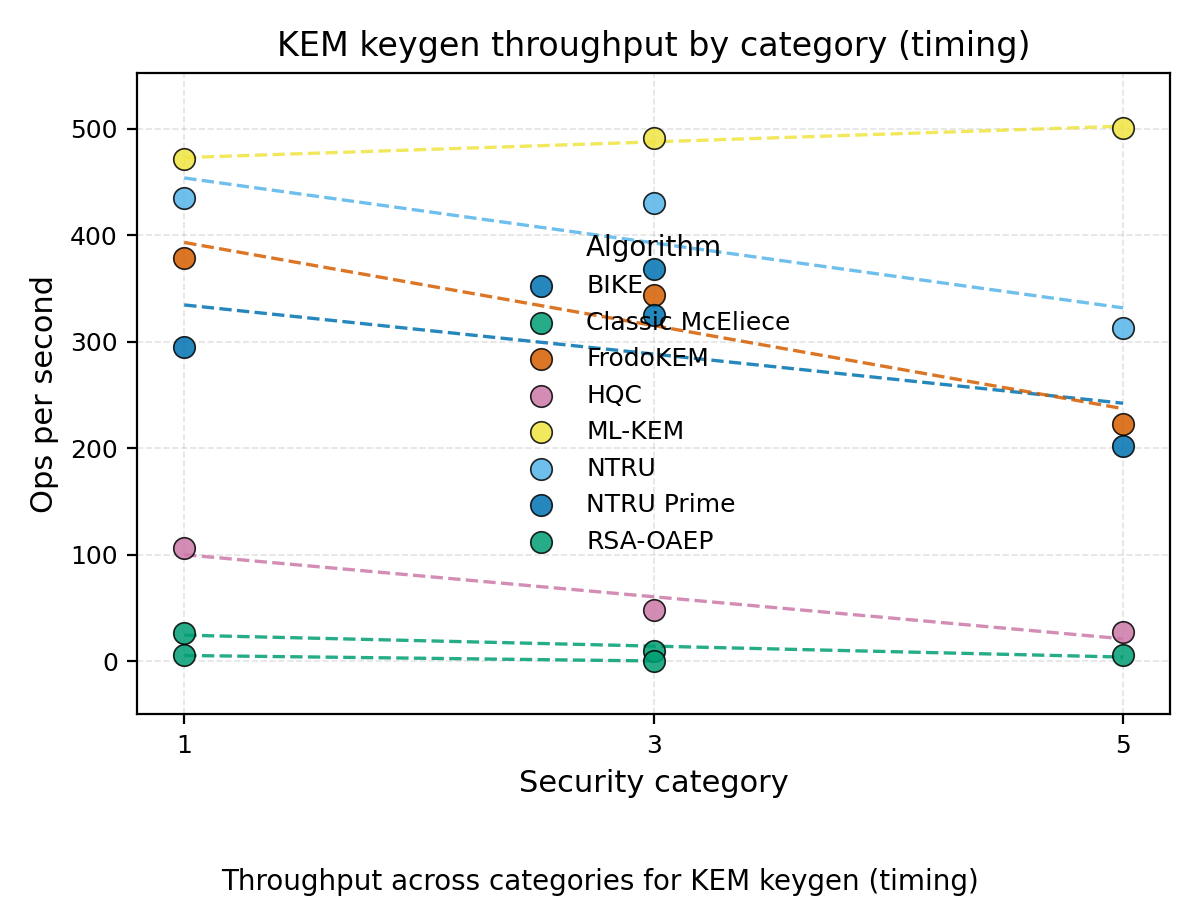 KEM keygen throughput by category (timing)
Ops per second
500
400
300
200
100
0
Algorithm
BIKE
Classic McEliece
FrodoKEM
HQC
ML-KEM
NTRU
NTRU Prime
RSA-OAEP
1 3 5
Security category
Throughput across categories for KEM keygen (timing)